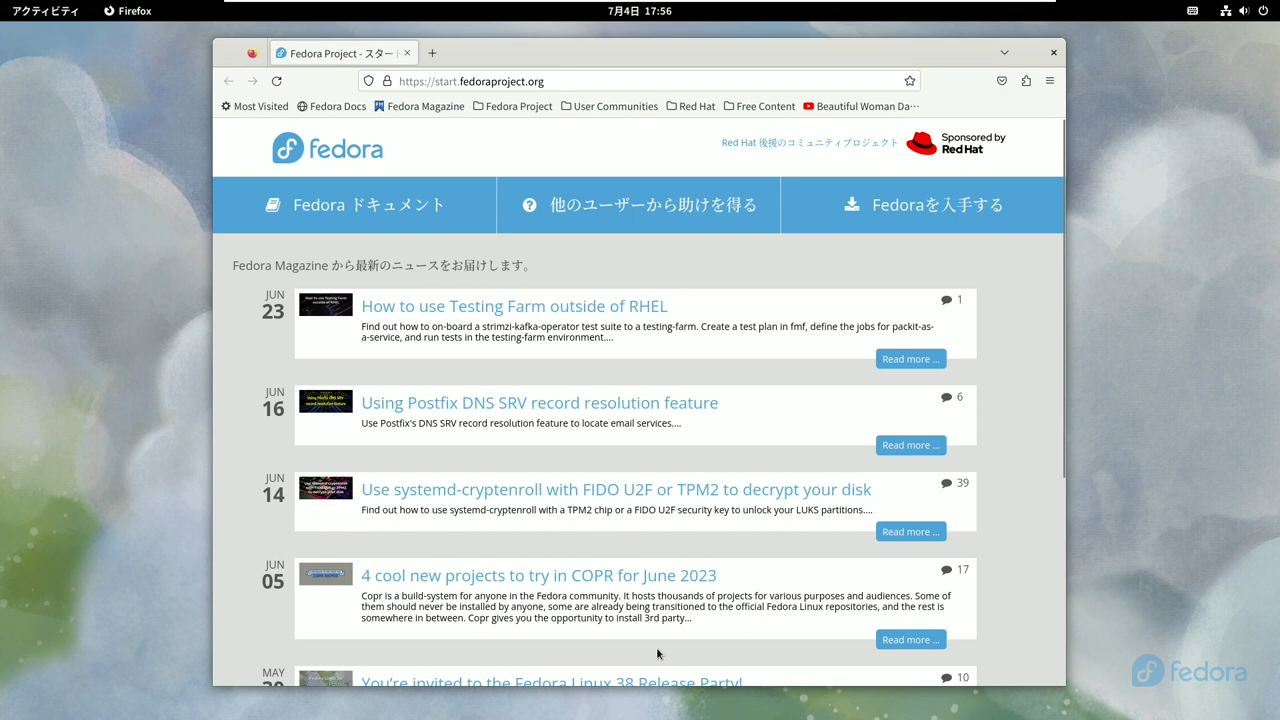 アクティビティ
Firefox
7月4日 17:56
Fedora Project - スター
https://start.fedoraproject.org
Most Visited
Fedora Docs
Fedora Magazine
Fedora Project
User Communities
Red Hat
Free Content
Beautiful Woman Da…
fedora
Red Hat 後援のコミュニティプロジェクト
Sponsored by
Red Hat
Fedora ドキュメント
他のユーザーから助けを得る
Fedoraを入手する
Fedora Magazine から最新のニュースをお届けします。
JUN
23
How to use Testing Farm outside of RHEL
1
Find out how to on-board a strimzi-kafka-operator test suite to a testing-farm. Create a test plan in fmf, define the jobs for packit-as-
a-service, and run tests in the testing-farm environment....
Read more ...
JUN
16
Using Postfix DNS SRV record resolution feature
6
Use Postfix's DNS SRV record resolution feature to locate email services....
Read more ...
JUN
14
Use systemd-cryptenroll with FIDO U2F or TPM2 to decrypt your disk
39
Find out how to use systemd-cryptenroll with a TPM2 chip or a FIDO U2F security key to unlock your LUKS partitions....
Read more ...
JUN
05
4 cool new projects to try in COPR for June 2023
17
Copr is a build-system for anyone in the Fedora community. It hosts thousands of projects for various purposes and audiences. Some of
them should never be installed by anyone, some are already being transitioned to the official Fedora Linux repositories, and the rest is
somewhere in between. Copr gives you the opportunity to install 3rd party...
Read more ...
MAY
You're invited to the Fedora Linux 38 Release Party!
10
fedora